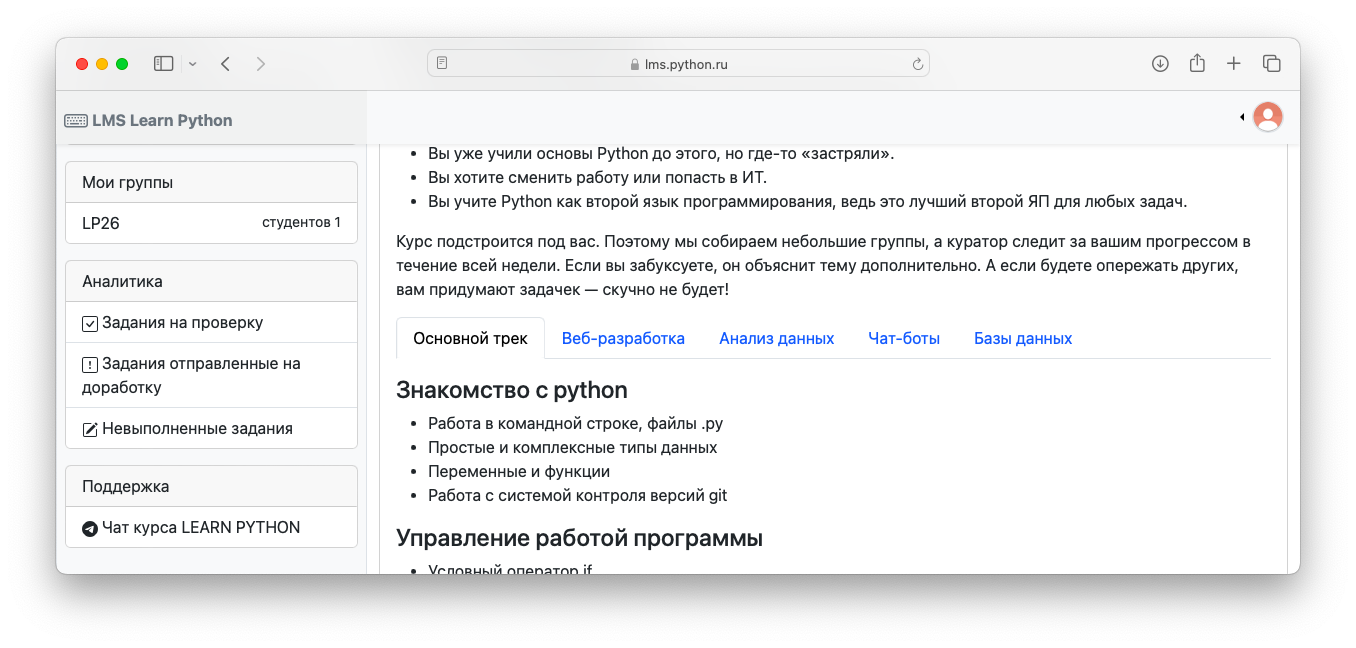 lms.python.ru
LMS Learn Python
Мои группы
LP26 студентов 1
Аналитика
Задания на проверку
Задания отправленные на
доработку
Невыполненные задания
Поддержка
Чат курса LEARN PYTHON
Вы уже учили основы Python до этого, но где-то «застряли».
Вы хотите сменить работу или попасть в ИТ.
Вы учите Python как второй язык программирования, ведь это лучший второй ЯП для любых задач.
Курс подстроится под вас. Поэтому мы собираем небольшие группы, а куратор следит за вашим прогрессом в
течение всей недели. Если вы забуксуете, он объяснит тему дополнительно. А если будете опережать других,
вам придумают задачек — скучно не будет!
Основной трек Веб-разработка Анализ данных Чат-боты Базы данных
Знакомство с python
Работа в командной строке, файлы .py
Простые и комплексные типы данных
Переменные и функции
Работа с системой контроля версий git
Управление работой программы
Условный оператор if